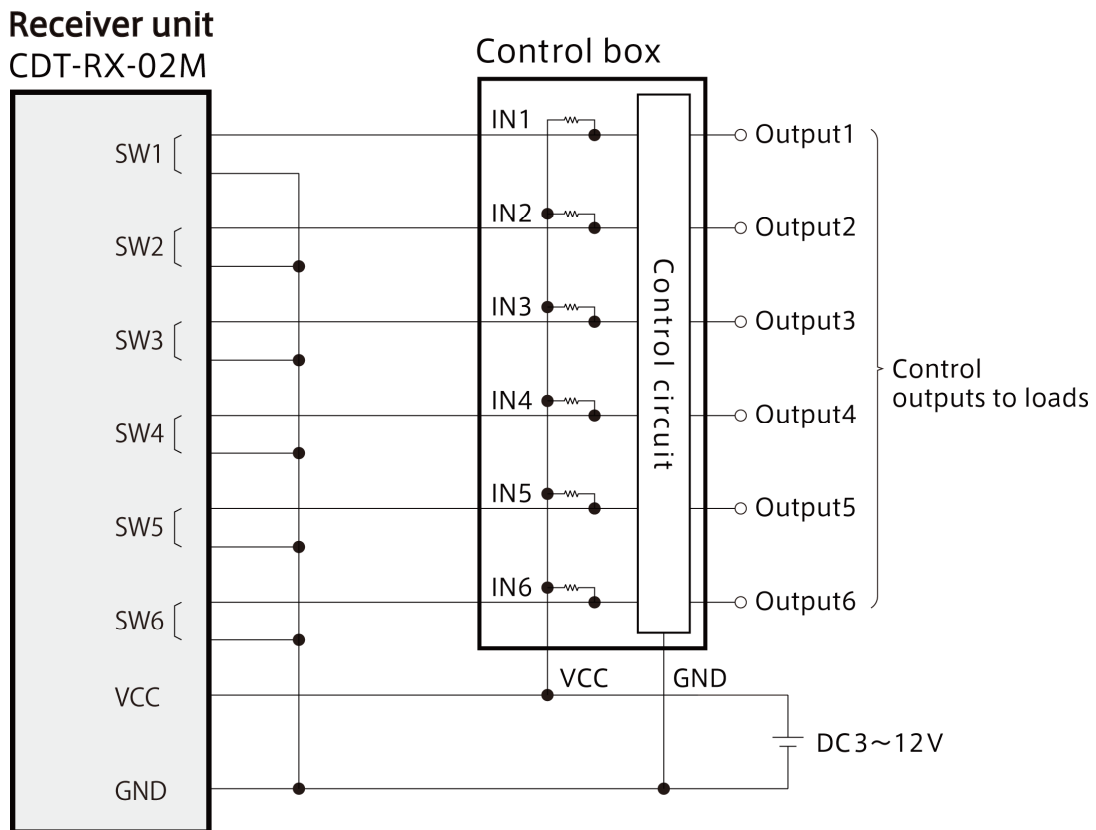 Receiver unit
CDT-RX-02M
Control box
SW1
SW2
SW3
SW4
SW5
SW6
VCC
GND
IN1
IN2
IN3
IN4
IN5
IN6
Control circuit
VCC
GND
Output1
Output2
Output3
Output4
Output5
Output6
Control
outputs to loads
DC3~12V